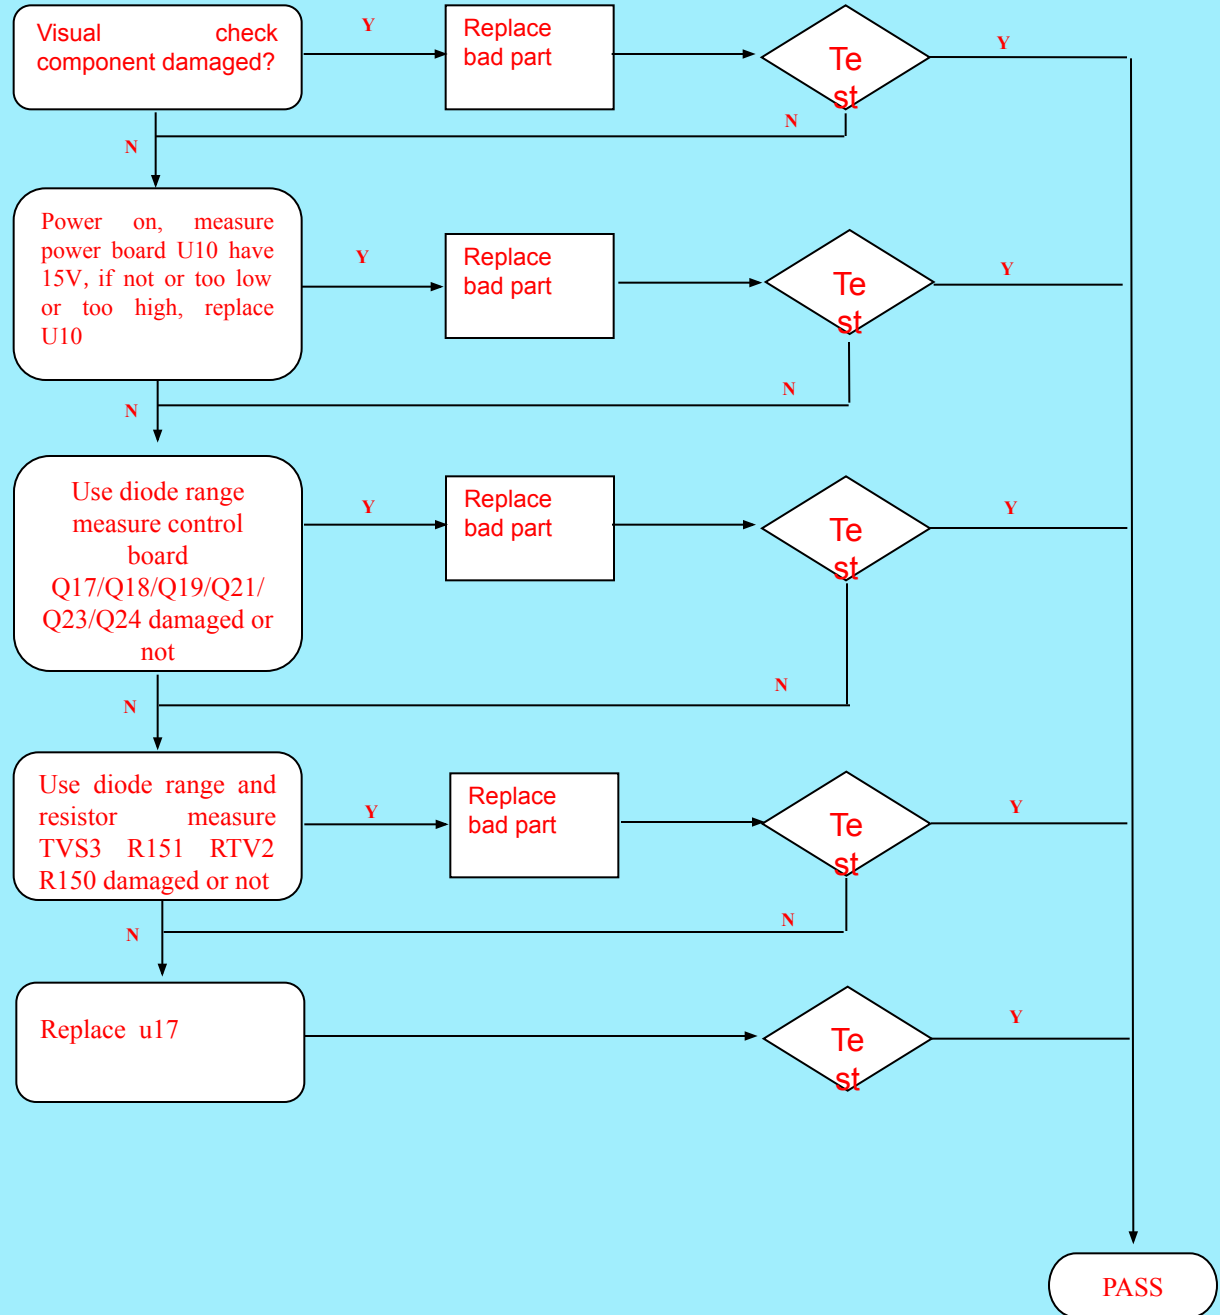 Visual check
component damaged?
Y
Replace
bad part
Te
st
Y
N
N
Power on, measure
power board U10 have
15V, if not or too low
or too high, replace
U10
Y
Replace
bad part
Te
st
Y
N
N
Use diode range
measure control
board
Q17/Q18/Q19/Q21/
Q23/Q24 damaged or
not
Y
Replace
bad part
Te
st
Y
N
N
Use diode range and
resistor measure
TVS3 R151 RTV2
R150 damaged or not
Y
Replace
bad part
Te
st
Y
N
N
Replace u17
Te
st
Y
PASS